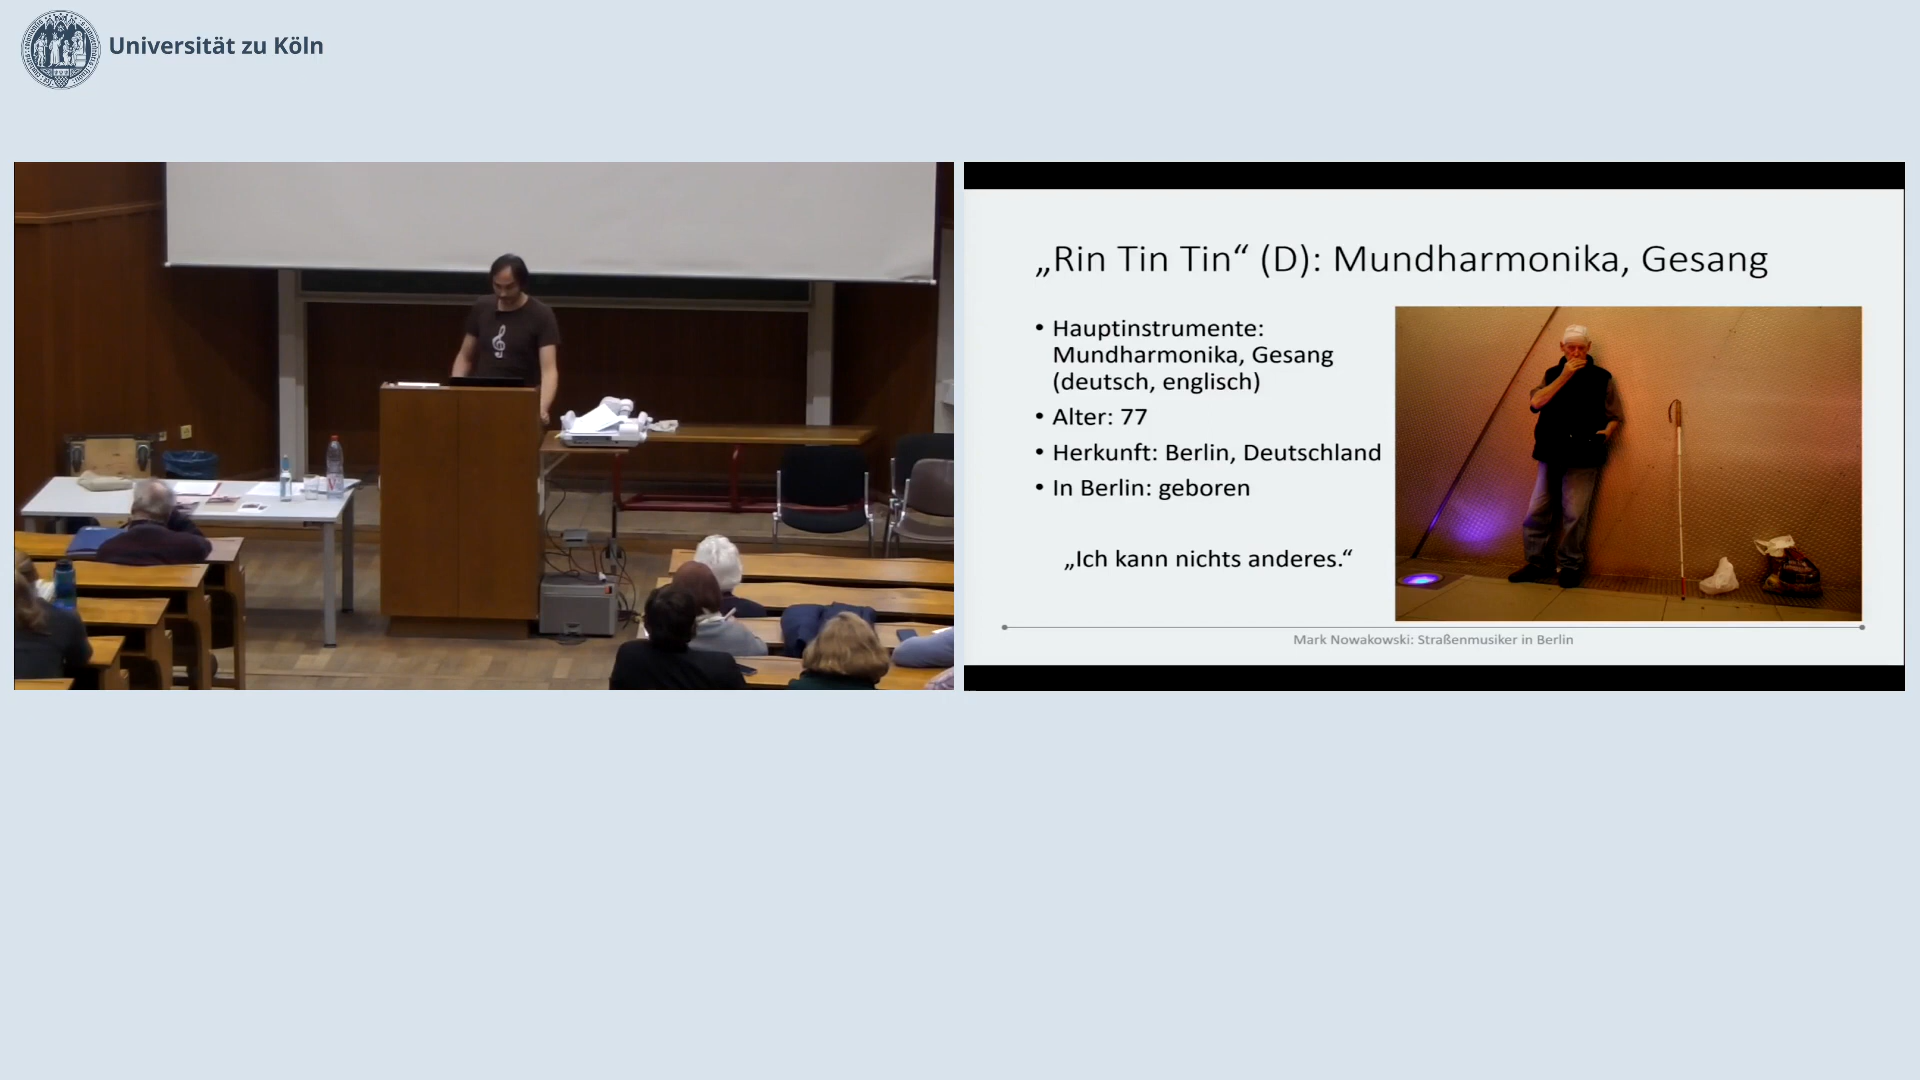 Universität zu Köln
„Rin Tin Tin“ (D): Mundharmonika, Gesang
• Hauptinstrumente:
Mundharmonika, Gesang
(deutsch, englisch)
• Alter: 77
• Herkunft: Berlin, Deutschland
• In Berlin: geboren
„Ich kann nichts anderes.“
Mark Nowakowski: Straßenmusiker in Berlin